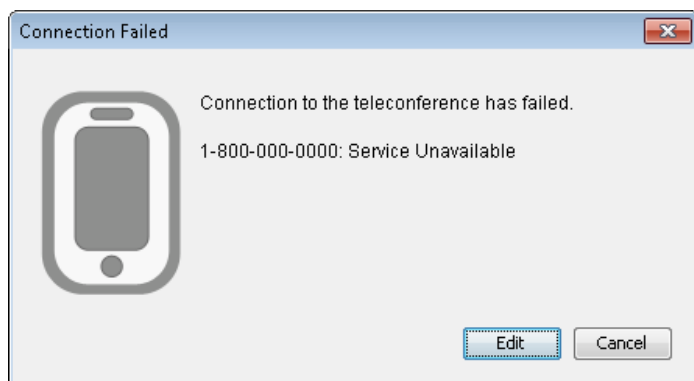 Connection Failed
Connection to the teleconference has failed.
1-800-000-0000: Service Unavailable
Edit
Cancel